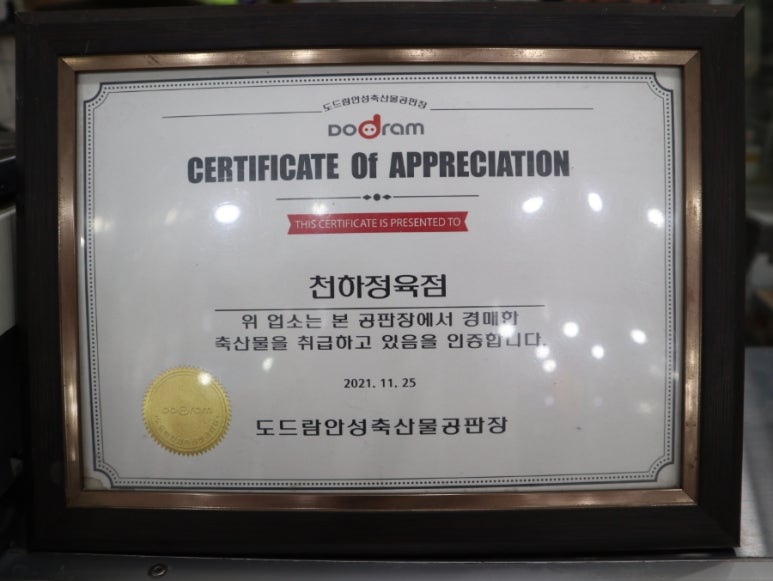 도드람안성축산물공판장
Dodram
CERTIFICATE Of APPRECIATION
THIS CERTIFICATE IS PRESENTED TO
천하정육점
위 업소는 본 공판장에서 경매한
축산물을 취급하고 있음을 인증합니다.
2021. 11. 25
도드람안성축산물공판장
Dodram